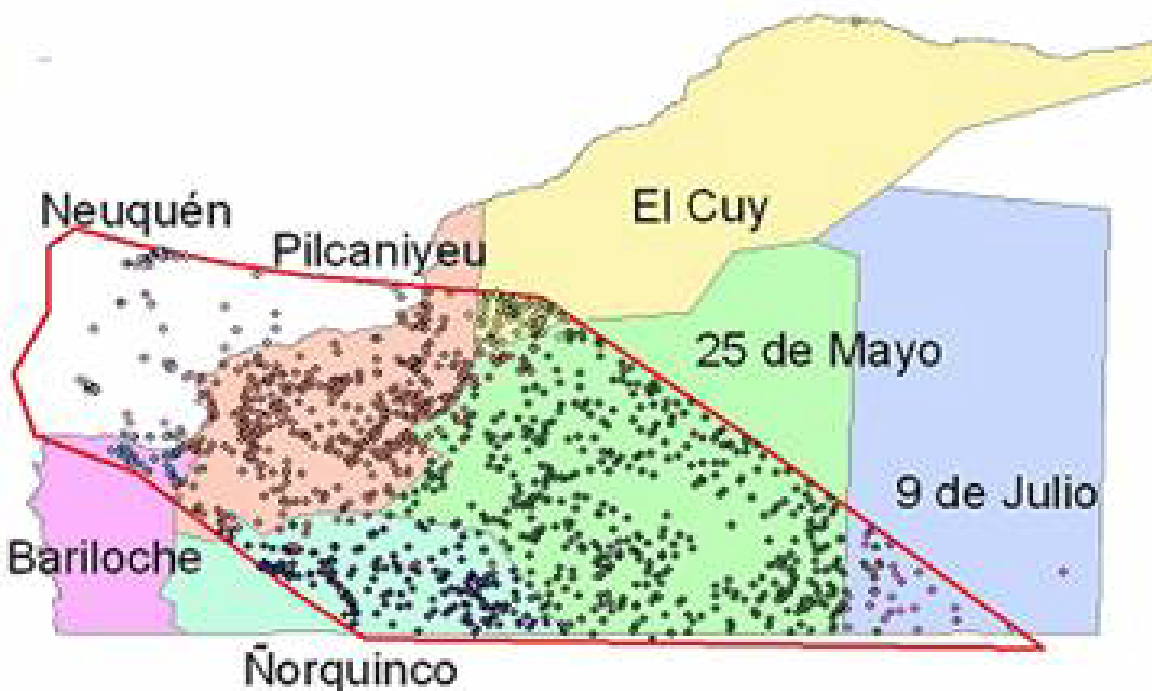 El Cuy
Neuquén
Pilcaniyeu
25 de Mayo
9 de Julio
Bariloche
Ñorquinco